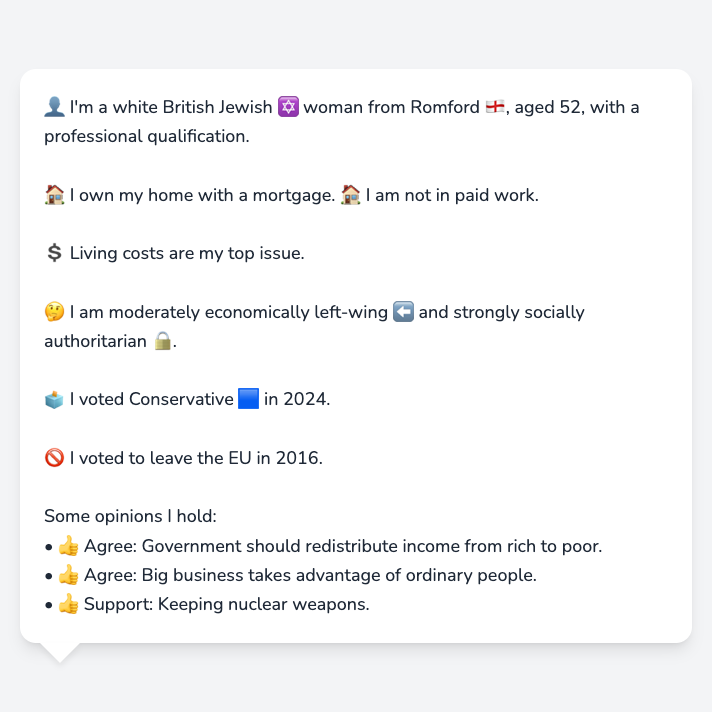 👤 I'm a white British Jewish ✡️ woman from Romford 🏴󠁧󠁢󠁥󠁮󠁧󠁿, aged 52, with a
professional qualification.
🏠 I own my home with a mortgage. 🏠 I am not in paid work.
💲 Living costs are my top issue.
🤔 I am moderately economically left-wing ⬅️ and strongly socially
authoritarian 🔒.
🗳️ I voted Conservative 🟦 in 2024.
🚫 I voted to leave the EU in 2016.
Some opinions I hold:
• 👍 Agree: Government should redistribute income from rich to poor.
• 👍 Agree: Big business takes advantage of ordinary people.
• 👍 Support: Keeping nuclear weapons.